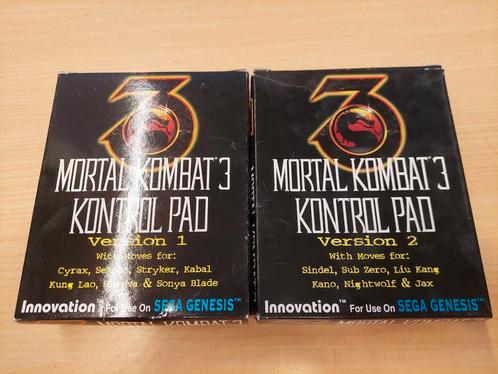 3
MORTAL KOMBAT 3
KONTROL PAD
Version 1
With Moves for:
Cyrax, Stryker, Kabal
Kung Lao, & Sonya Blade
Innovation™ For Use On SEGA GENESIS™
3
MORTAL KOMBAT 3
KONTROL PAD
Version 2
With Moves for:
Sindel, Sub Zero, Liu Kang
Kano, Nightwolf & Jax
Innovation™ For Use On SEGA GENESIS™